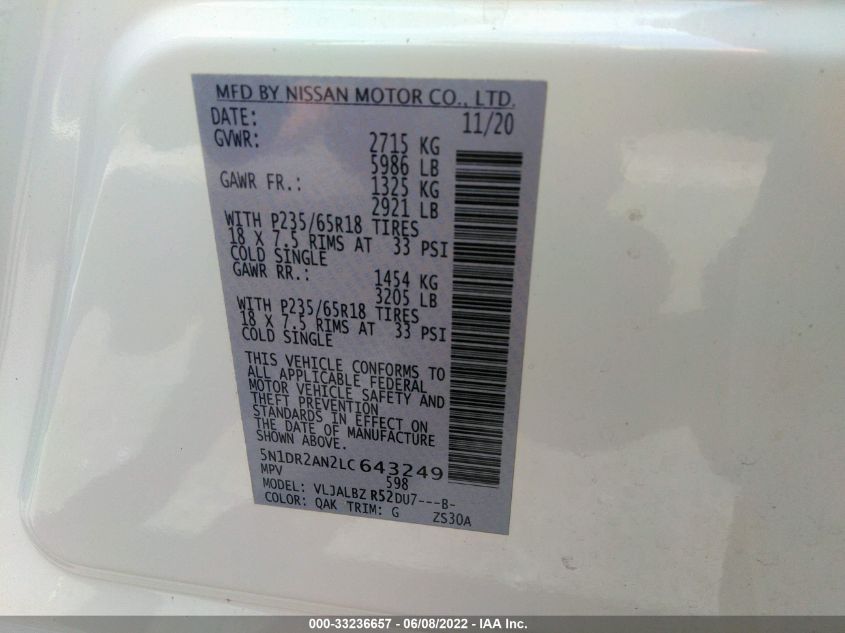 MFD BY NISSAN MOTOR CO., LTD.
DATE: 11/20
GVWR: 2715 KG
5986 LB
GAWR FR.: 1325 KG
2921 LB
WITH P235/65R18 TIRES
18 X 7.5 RIMS AT 33 PSI
COLD SINGLE
GAWR RR.: 1454 KG
3205 LB
WITH P235/65R18 TIRES
18 X 7.5 RIMS AT 33 PSI
COLD SINGLE
THIS VEHICLE CONFORMS TO
ALL APPLICABLE FEDERAL
MOTOR VEHICLE SAFETY AND
THEFT PREVENTION
STANDARDS IN EFFECT ON
THE DATE OF MANUFACTURE
SHOWN ABOVE.
5N1DR2AN2LC643249
MPV 598
MODEL: VLJALBZ R52DU7---B-
COLOR: QAK TRIM: G ZS30A
000-33236657 - 06/08/2022 - IAA Inc.